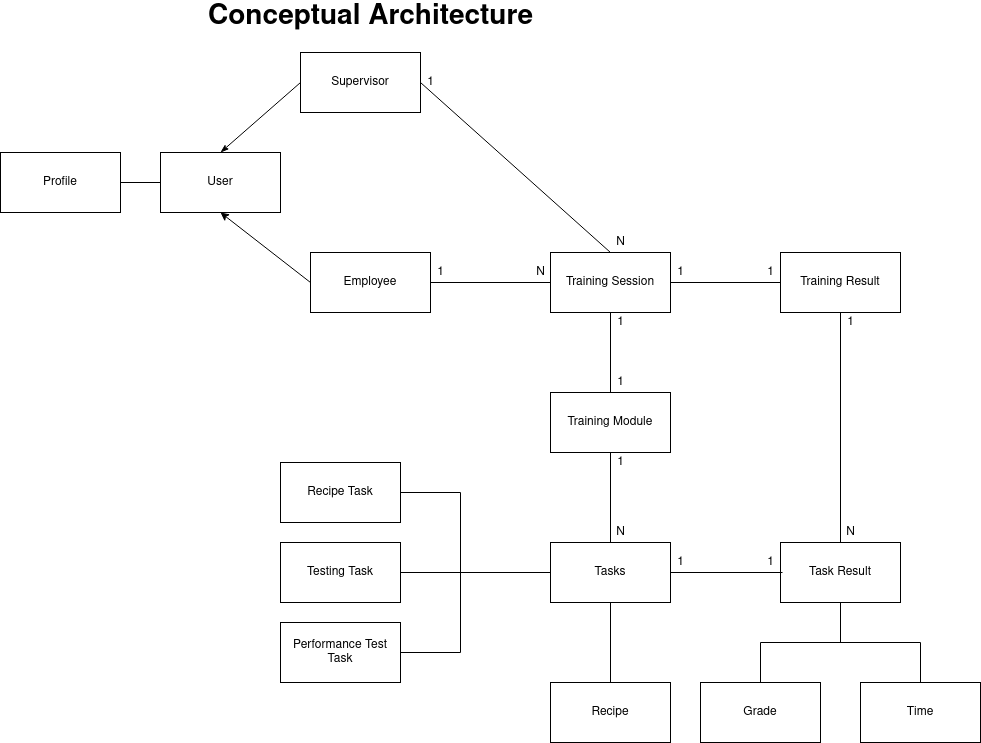 Conceptual Architecture
Supervisor
1
Profile
User
N
Employee
1
N
Training Session
1
1
Training Result
1
1
1
Training Module
1
Recipe Task
N
N
Testing Task
Tasks
1
1
Task Result
Performance Test
Task
Recipe
Grade
Time